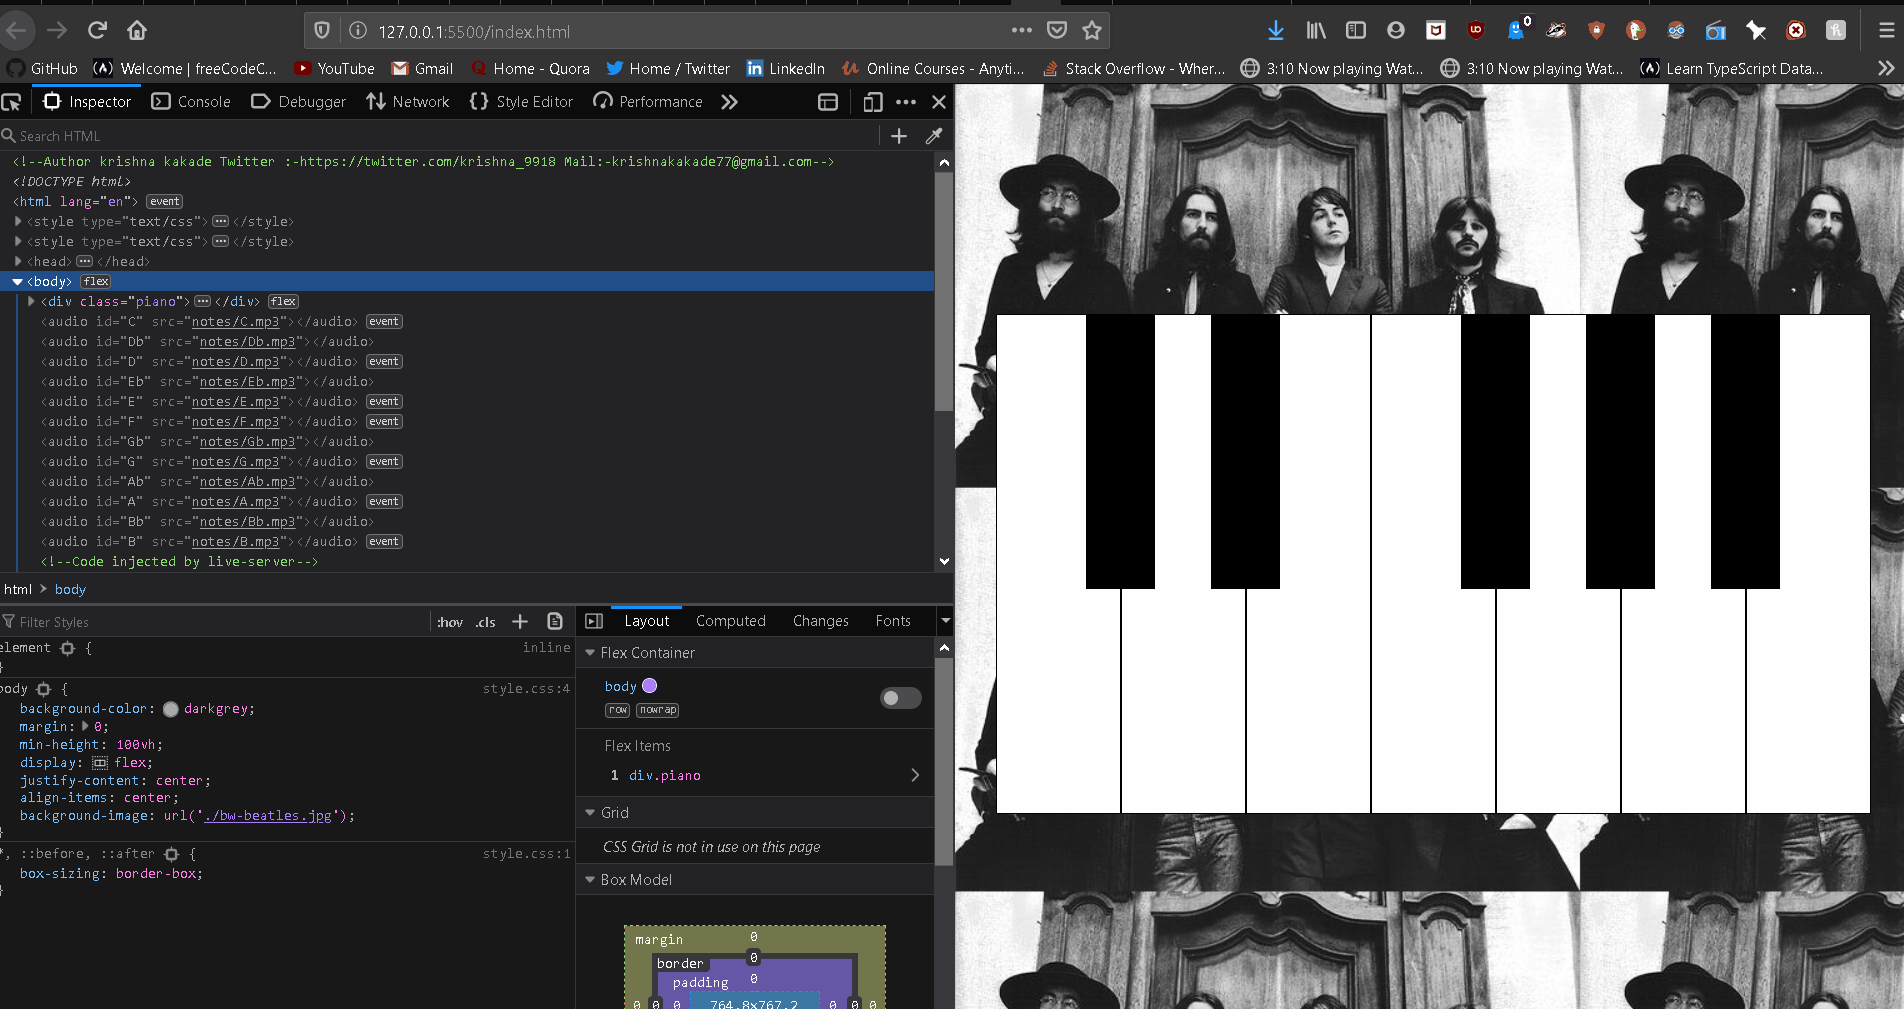 127.0.0.1:5500/index.html
0
GitHub
Welcome | freeCodeC...
YouTube
Gmail
Home - Quora
Home / Twitter
LinkedIn
Online Courses - Anyti...
Stack Overflow - Wher...
3:10 Now playing Wat...
3:10 Now playing Wat...
Learn TypeScript Data...
Inspector
Console
Debugger
Network
Style Editor
Performance
Search HTML
<!--Author krishna kakade Twitter :-https://twitter.com/krishna_9918 Mail:-krishnakakade77@gmail.com-->
<!DOCTYPE html>
<html lang="en"> event
<style type="text/css"> </style>
<style type="text/css"> </style>
<head> </head>
<body> flex
<div class="piano"> </div> flex
<audio id="C" src="notes/C.mp3"></audio> event
<audio id="Db" src="notes/Db.mp3"></audio>
<audio id="D" src="notes/D.mp3"></audio> event
<audio id="Eb" src="notes/Eb.mp3"></audio>
<audio id="E" src="notes/E.mp3"></audio> event
<audio id="F" src="notes/F.mp3"></audio> event
<audio id="Gb" src="notes/Gb.mp3"></audio>
<audio id="G" src="notes/G.mp3"></audio> event
<audio id="Ab" src="notes/Ab.mp3"></audio>
<audio id="A" src="notes/A.mp3"></audio> event
<audio id="Bb" src="notes/Bb.mp3"></audio>
<audio id="B" src="notes/B.mp3"></audio> event
<!--Code injected by live-server-->
html > body
Filter Styles
:hov .cls
element { inline
}
body { style.css:4
background-color: darkgrey;
margin: 0;
min-height: 100vh;
display: flex;
justify-content: center;
align-items: center;
background-image: url('./bw-beatles.jpg');
}
*, ::before, ::after { style.css:1
box-sizing: border-box;
}
Layout
Computed
Changes
Fonts
Flex Container
body
row nowrap
Flex Items
1 div.piano
Grid
CSS Grid is not in use on this page
Box Model
margin 0
border 0
padding 0
0 0 0 764.8x767.2 0 0 0